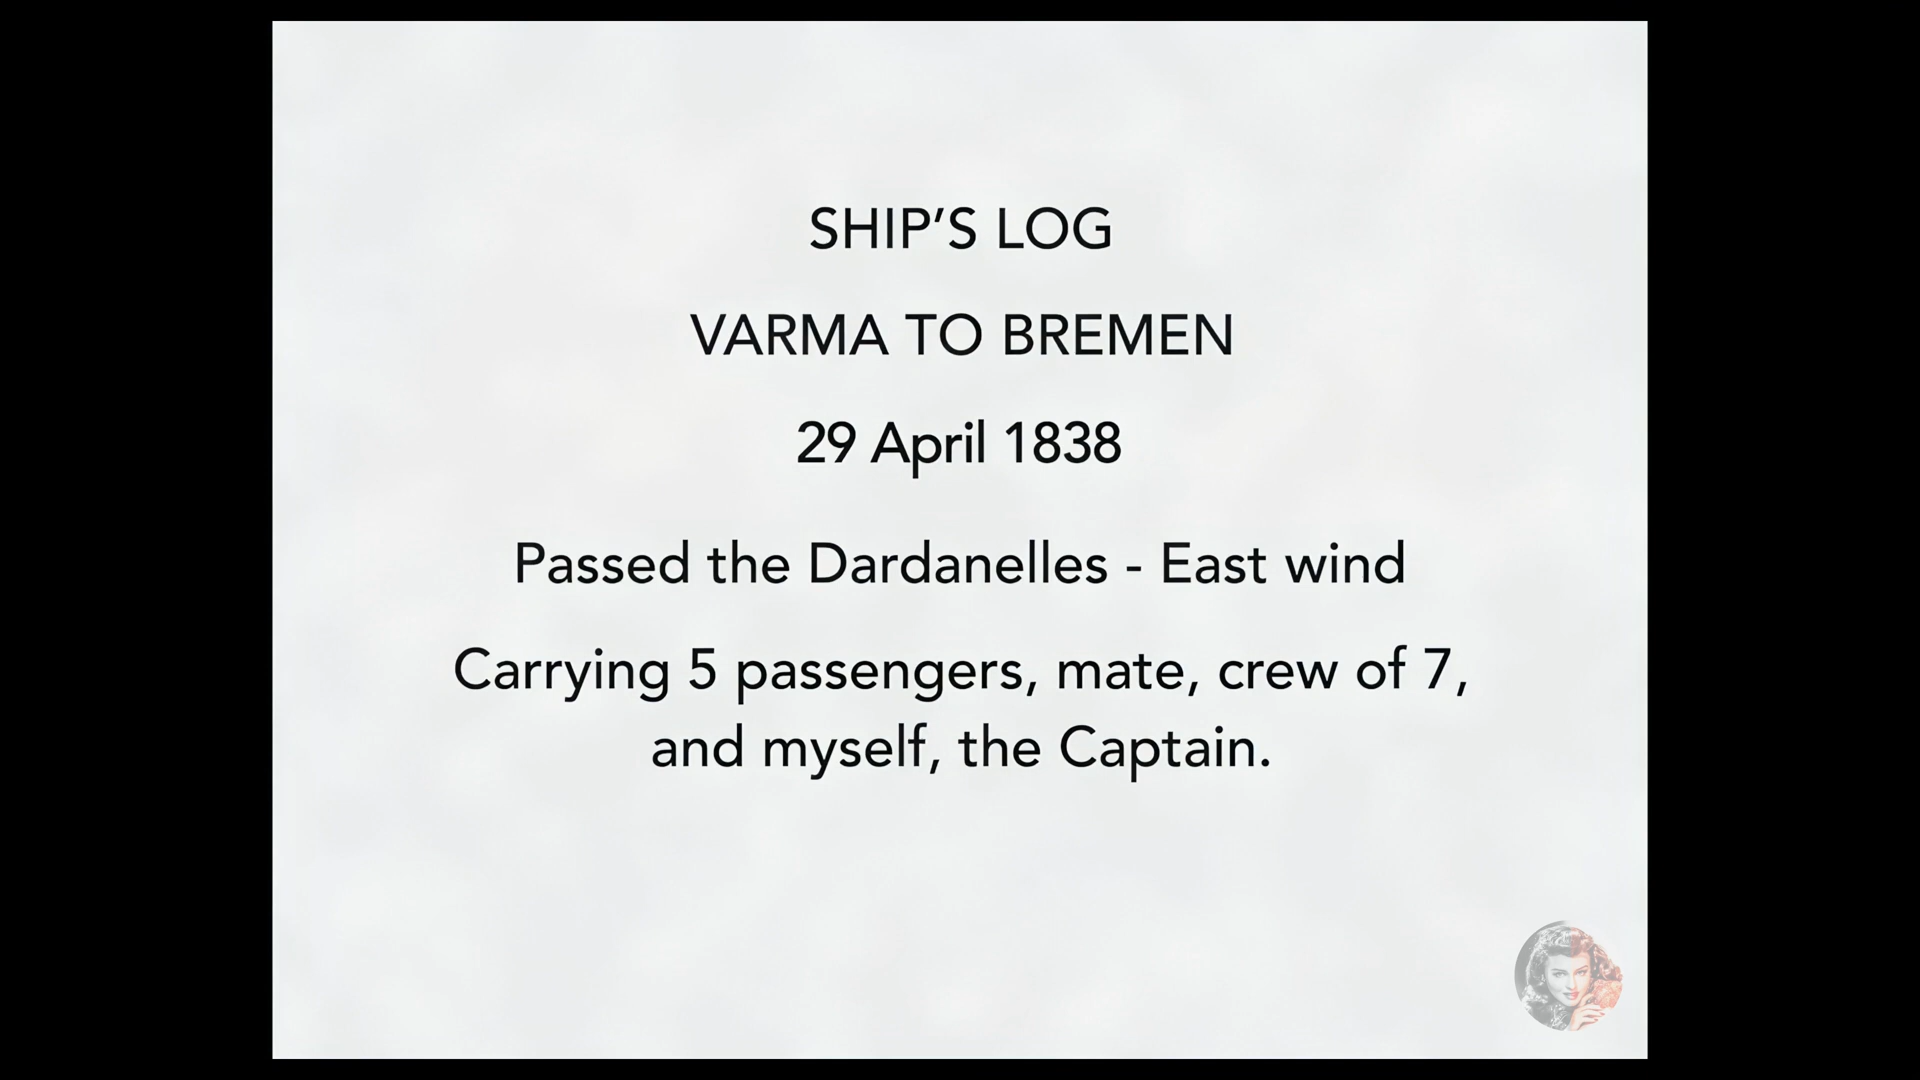 SHIP’S LOG
VARMA TO BREMEN
29 April 1838
Passed the Dardanelles - East wind
Carrying 5 passengers, mate, crew of 7,
and myself, the Captain.